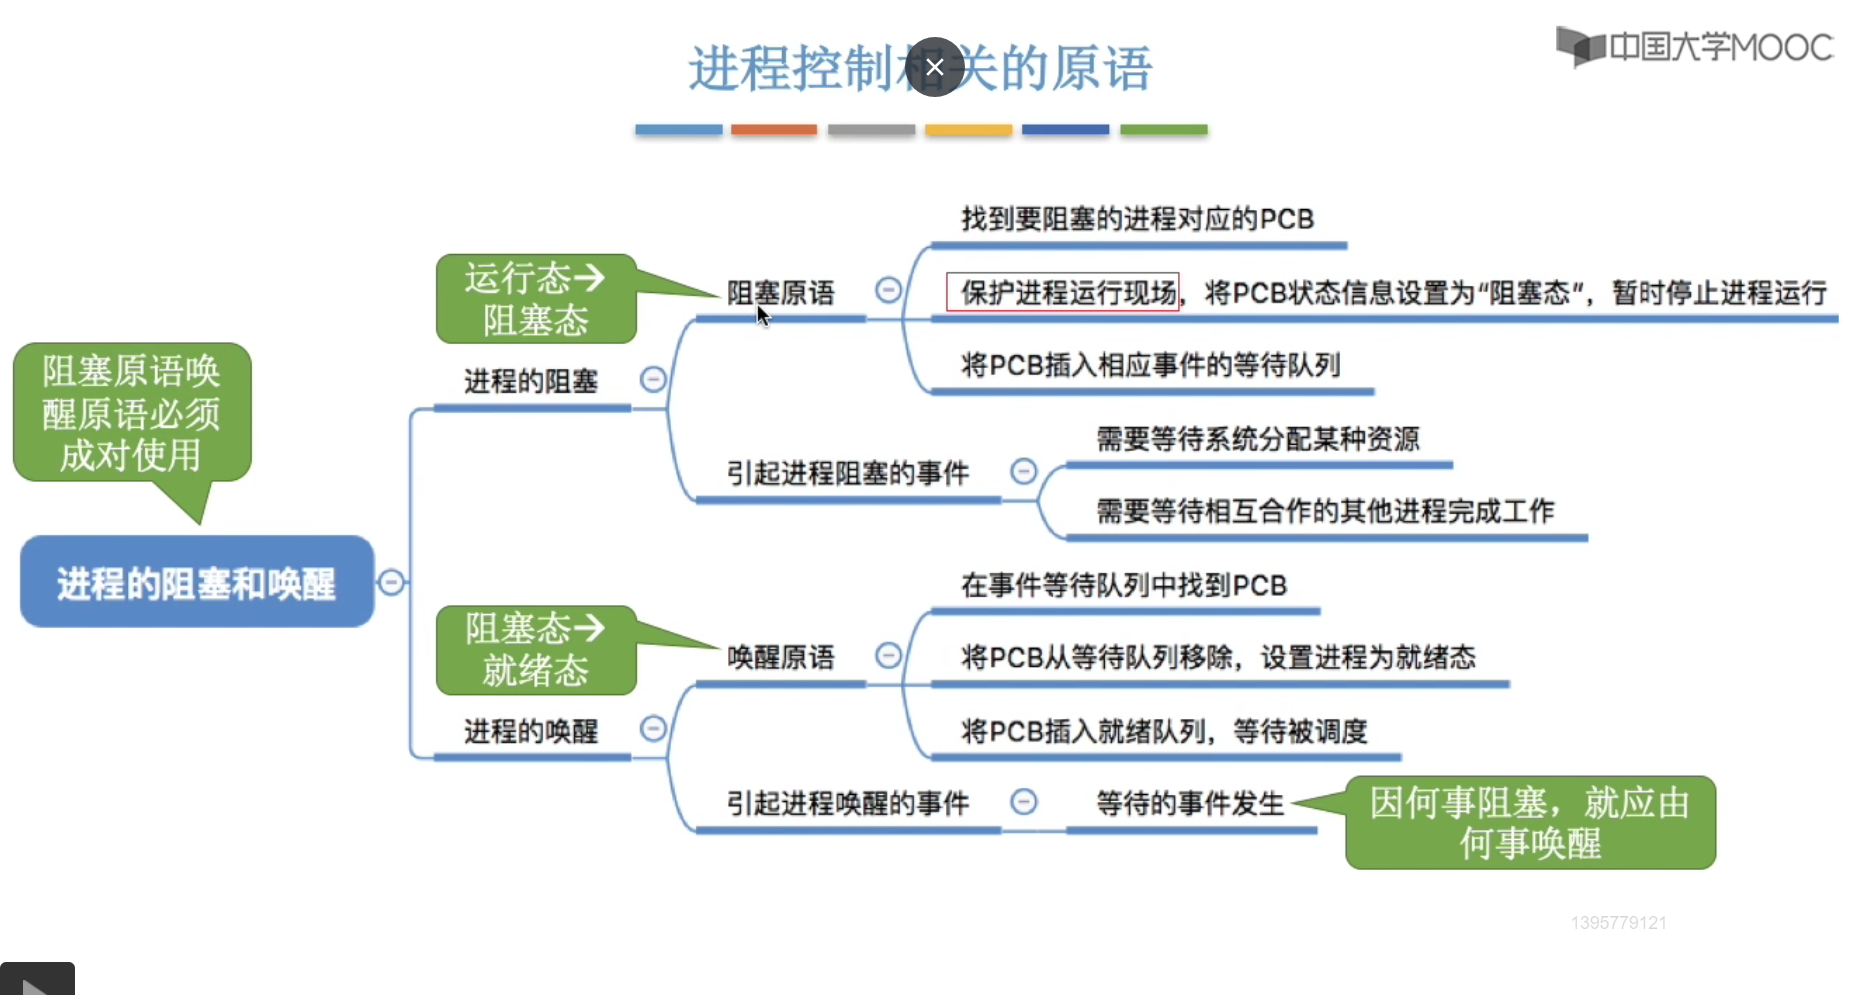 进程控制相关的原语
中国大学MOOC
找到要阻塞的进程对应的PCB
运行态→
阻塞态
阻塞原语
保护进程运行现场，将PCB状态信息设置为“阻塞态”，暂时停止进程运行
将PCB插入相应事件的等待队列
阻塞原语唤
醒原语必须
成对使用
进程的阻塞
引起进程阻塞的事件
需要等待系统分配某种资源
需要等待相互合作的其他进程完成工作
进程的阻塞和唤醒
在事件等待队列中找到PCB
阻塞态→
就绪态
唤醒原语
将PCB从等待队列移除，设置进程为就绪态
将PCB插入就绪队列，等待被调度
进程的唤醒
引起进程唤醒的事件
等待的事件发生
因何事阻塞，就应由
何事唤醒
1395779121